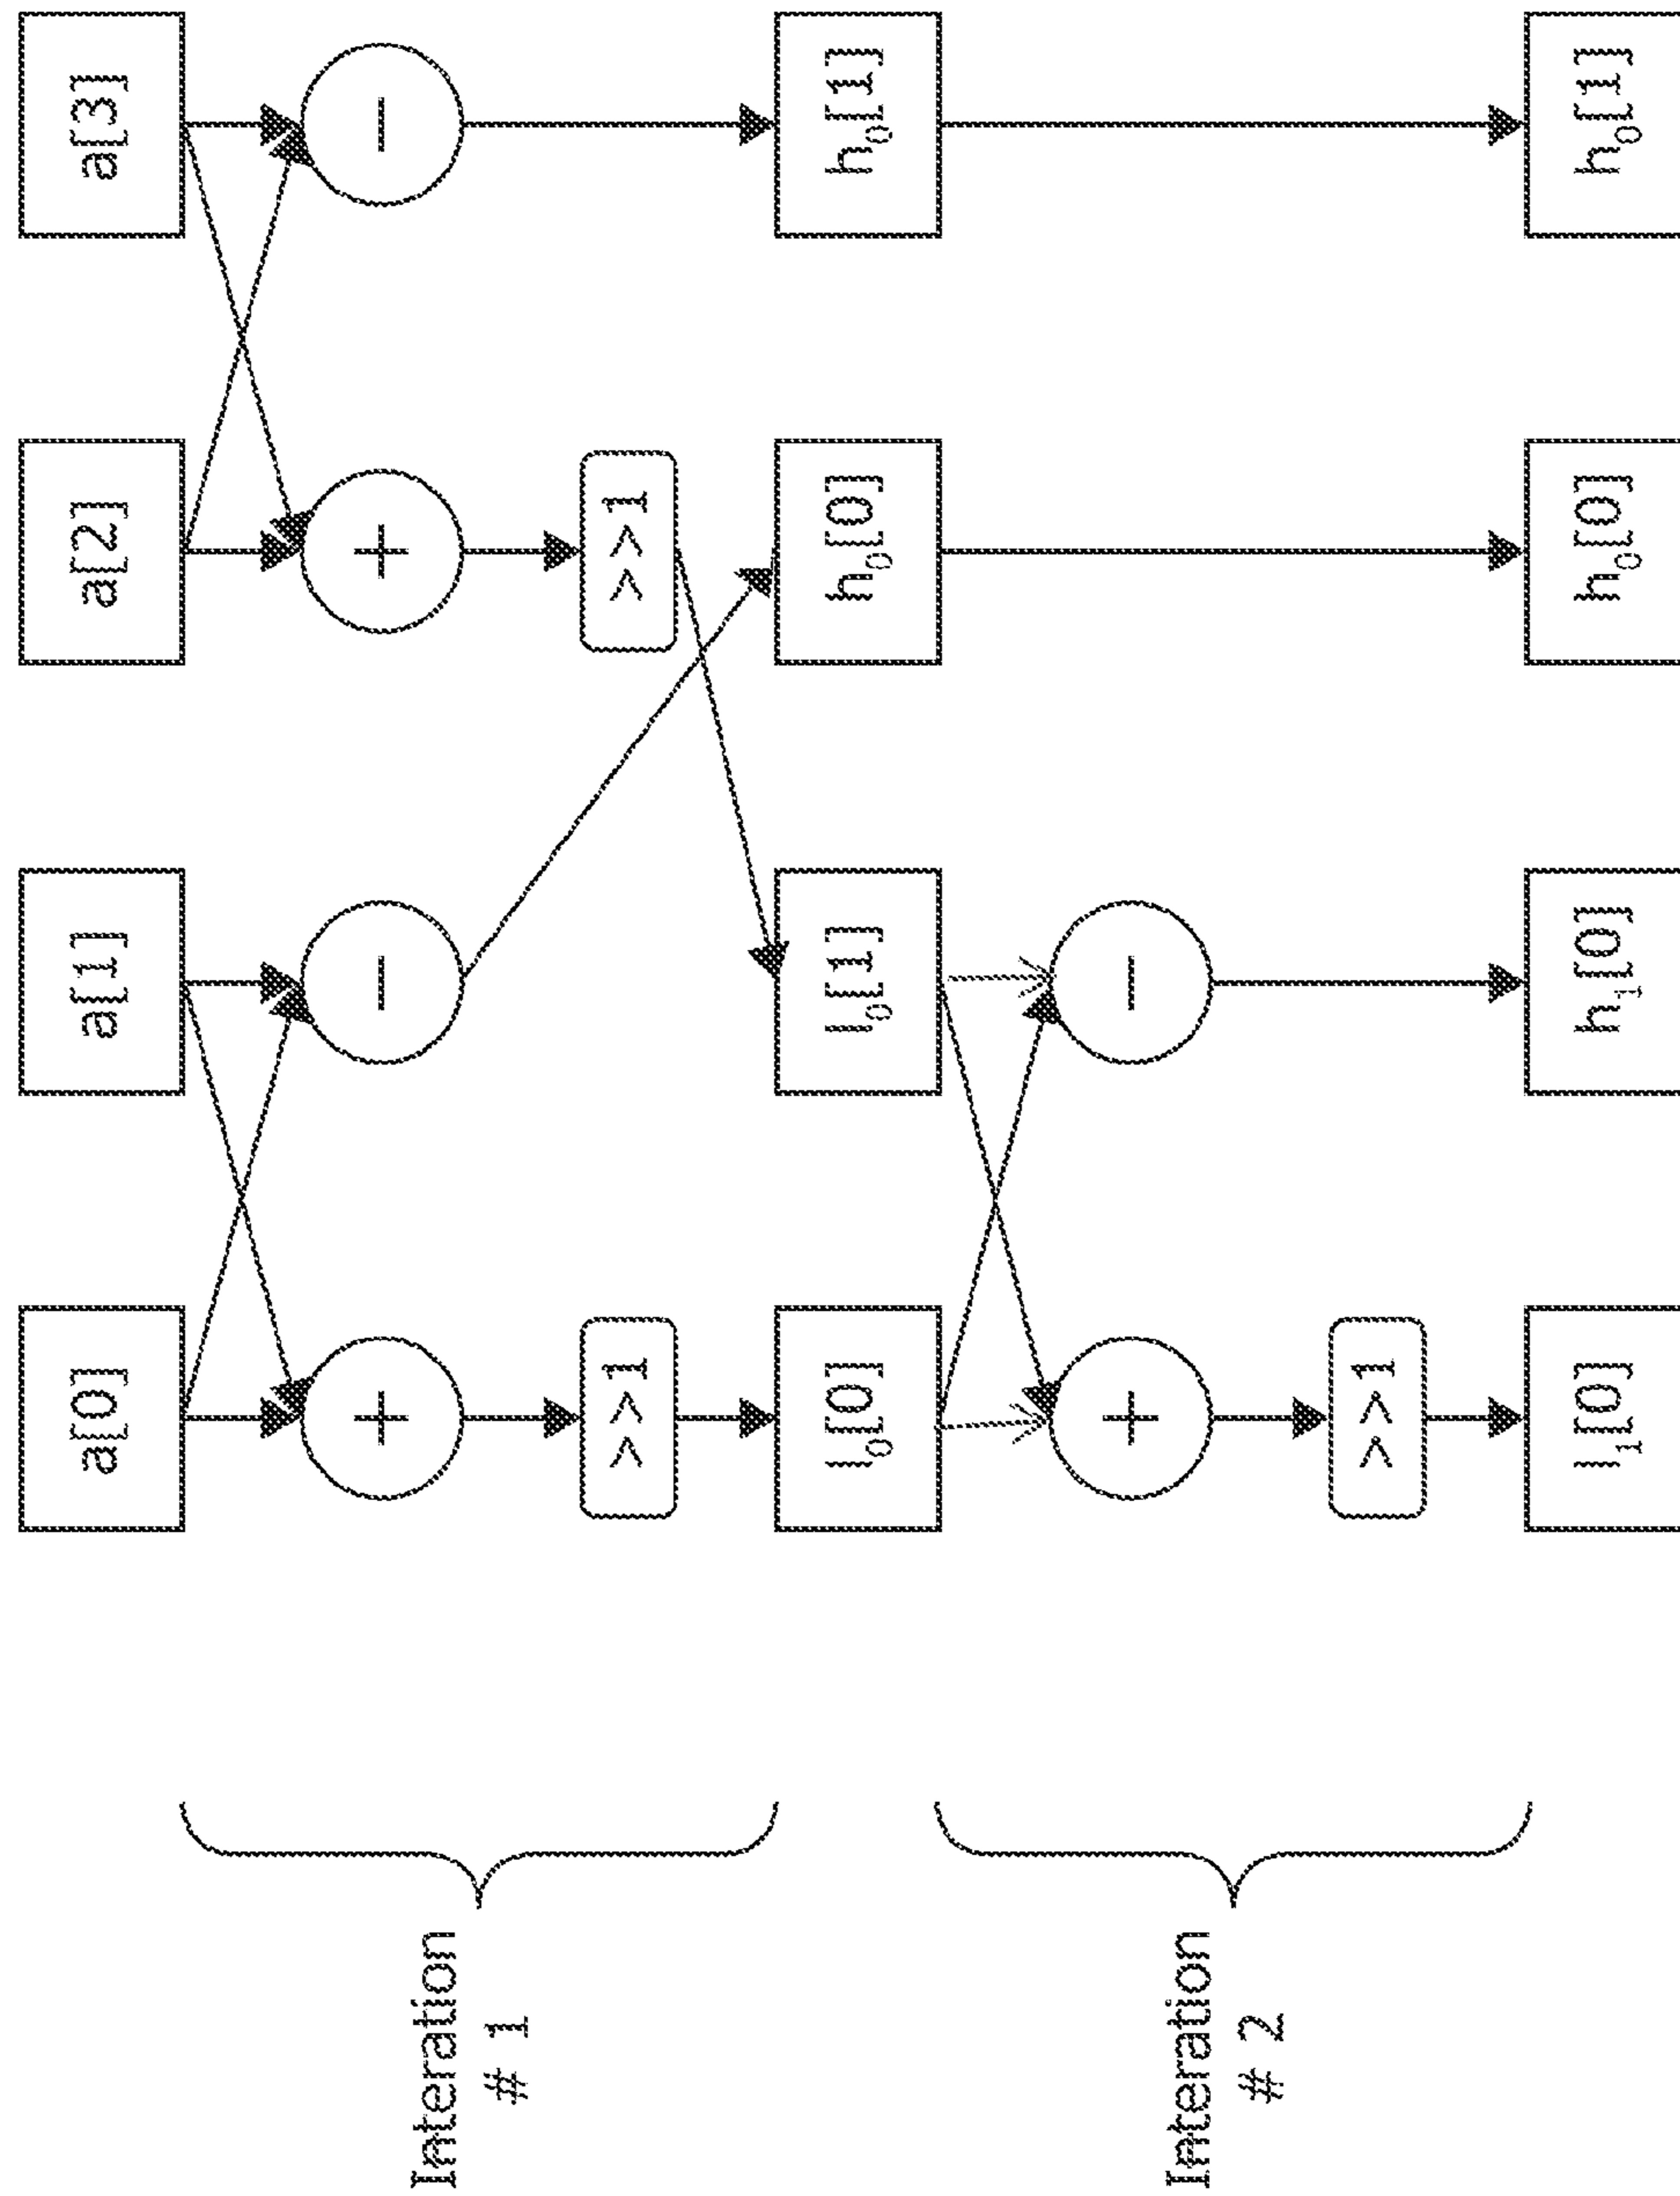 a[0] a[1] a[2] a[3]
+ − + −
Interation
# 1
>>1 >>1
l₀[0] l₀[1] h₀[0] h₀[1]
+ −
Interation
# 2
>>1
l₁[0] h₁[0] h₀[0] h₀[1]